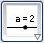 a = 2